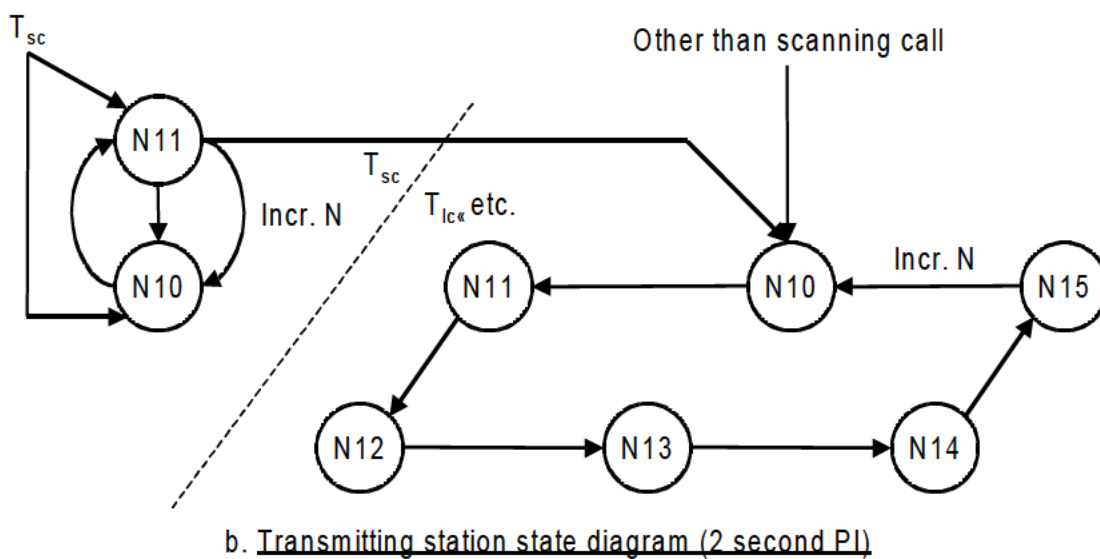 T_sc
Other than scanning call
N11
T_sc
Incr. N
T_lc« etc.
N10
N11
N10
Incr. N
N15
N12
N13
N14
b. Transmitting station state diagram (2 second PI)